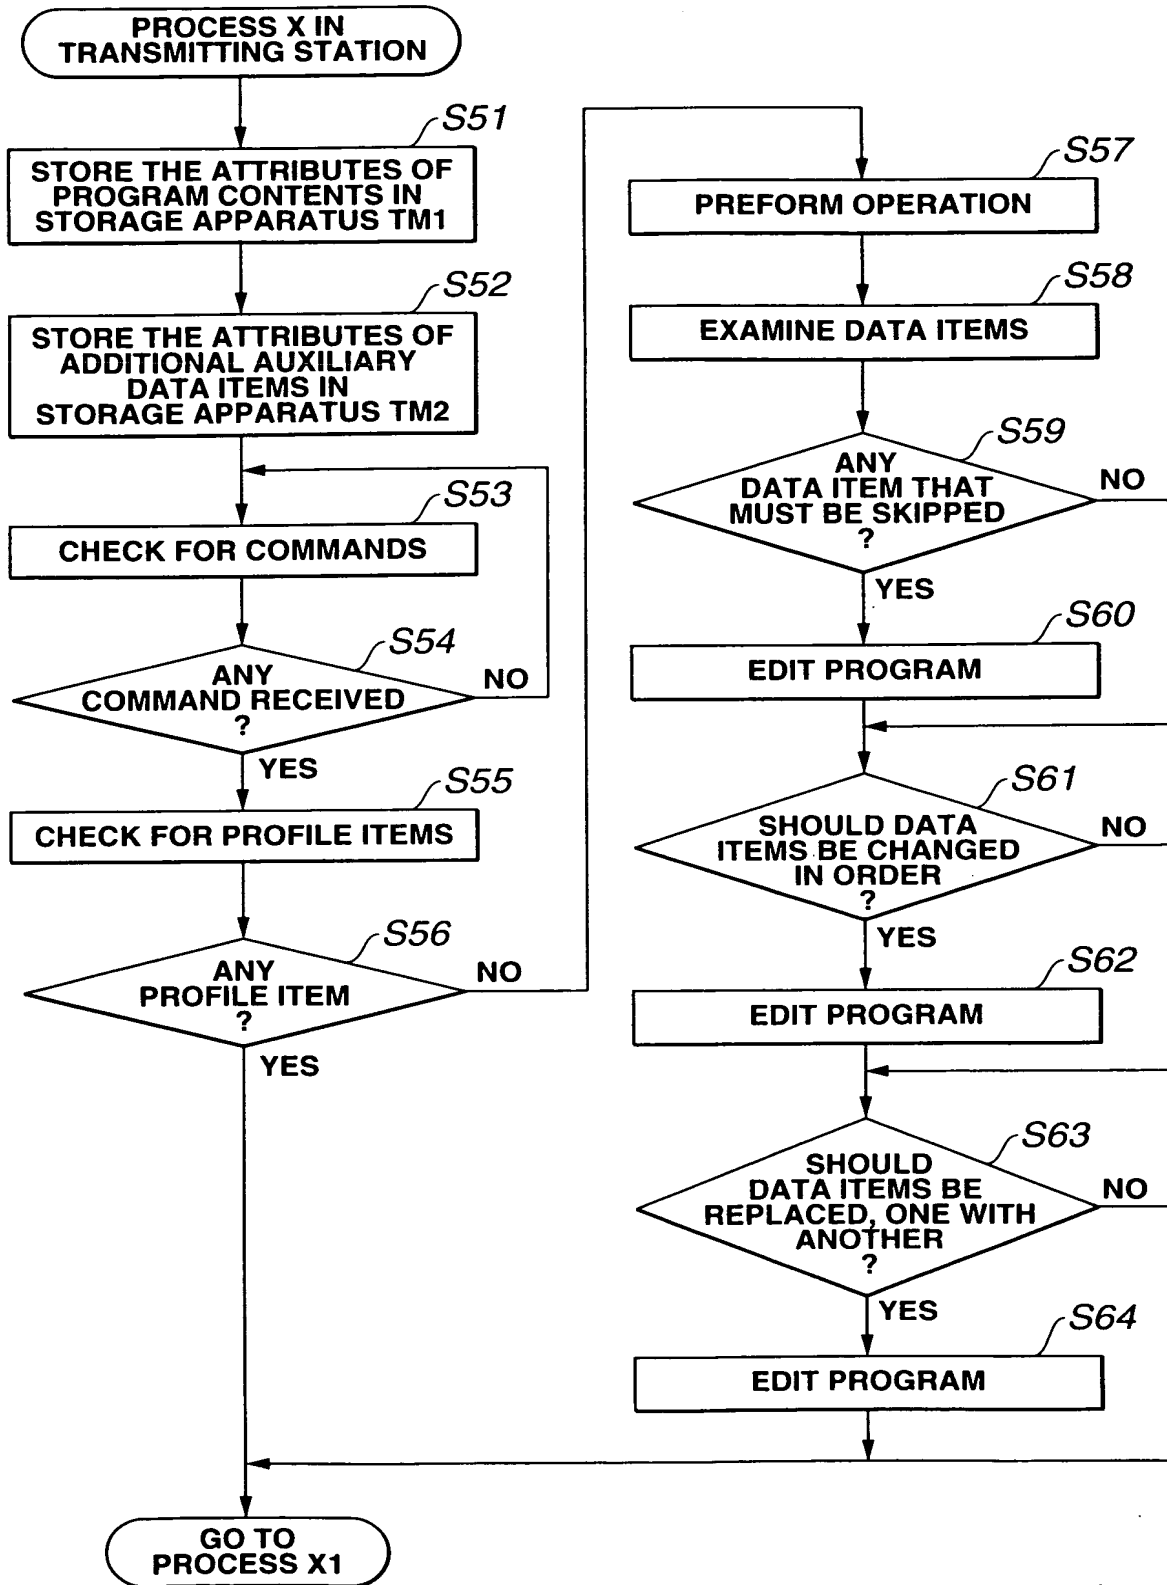 PROCESS X IN
TRANSMITTING STATION
S51
STORE THE ATTRIBUTES OF
PROGRAM CONTENTS IN
STORAGE APPARATUS TM1
S52
STORE THE ATTRIBUTES OF
ADDITIONAL AUXILIARY
DATA ITEMS IN
STORAGE APPARATUS TM2
S53
CHECK FOR COMMANDS
S54
ANY
COMMAND RECEIVED
?
NO
YES
S55
CHECK FOR PROFILE ITEMS
S56
ANY
PROFILE ITEM
?
NO
YES
S57
PREFORM OPERATION
S58
EXAMINE DATA ITEMS
S59
ANY
DATA ITEM THAT
MUST BE SKIPPED
?
NO
YES
S60
EDIT PROGRAM
S61
SHOULD DATA
ITEMS BE CHANGED
IN ORDER
?
NO
YES
S62
EDIT PROGRAM
S63
SHOULD
DATA ITEMS BE
REPLACED, ONE WITH
ANOTHER
?
NO
YES
S64
EDIT PROGRAM
GO TO
PROCESS X1